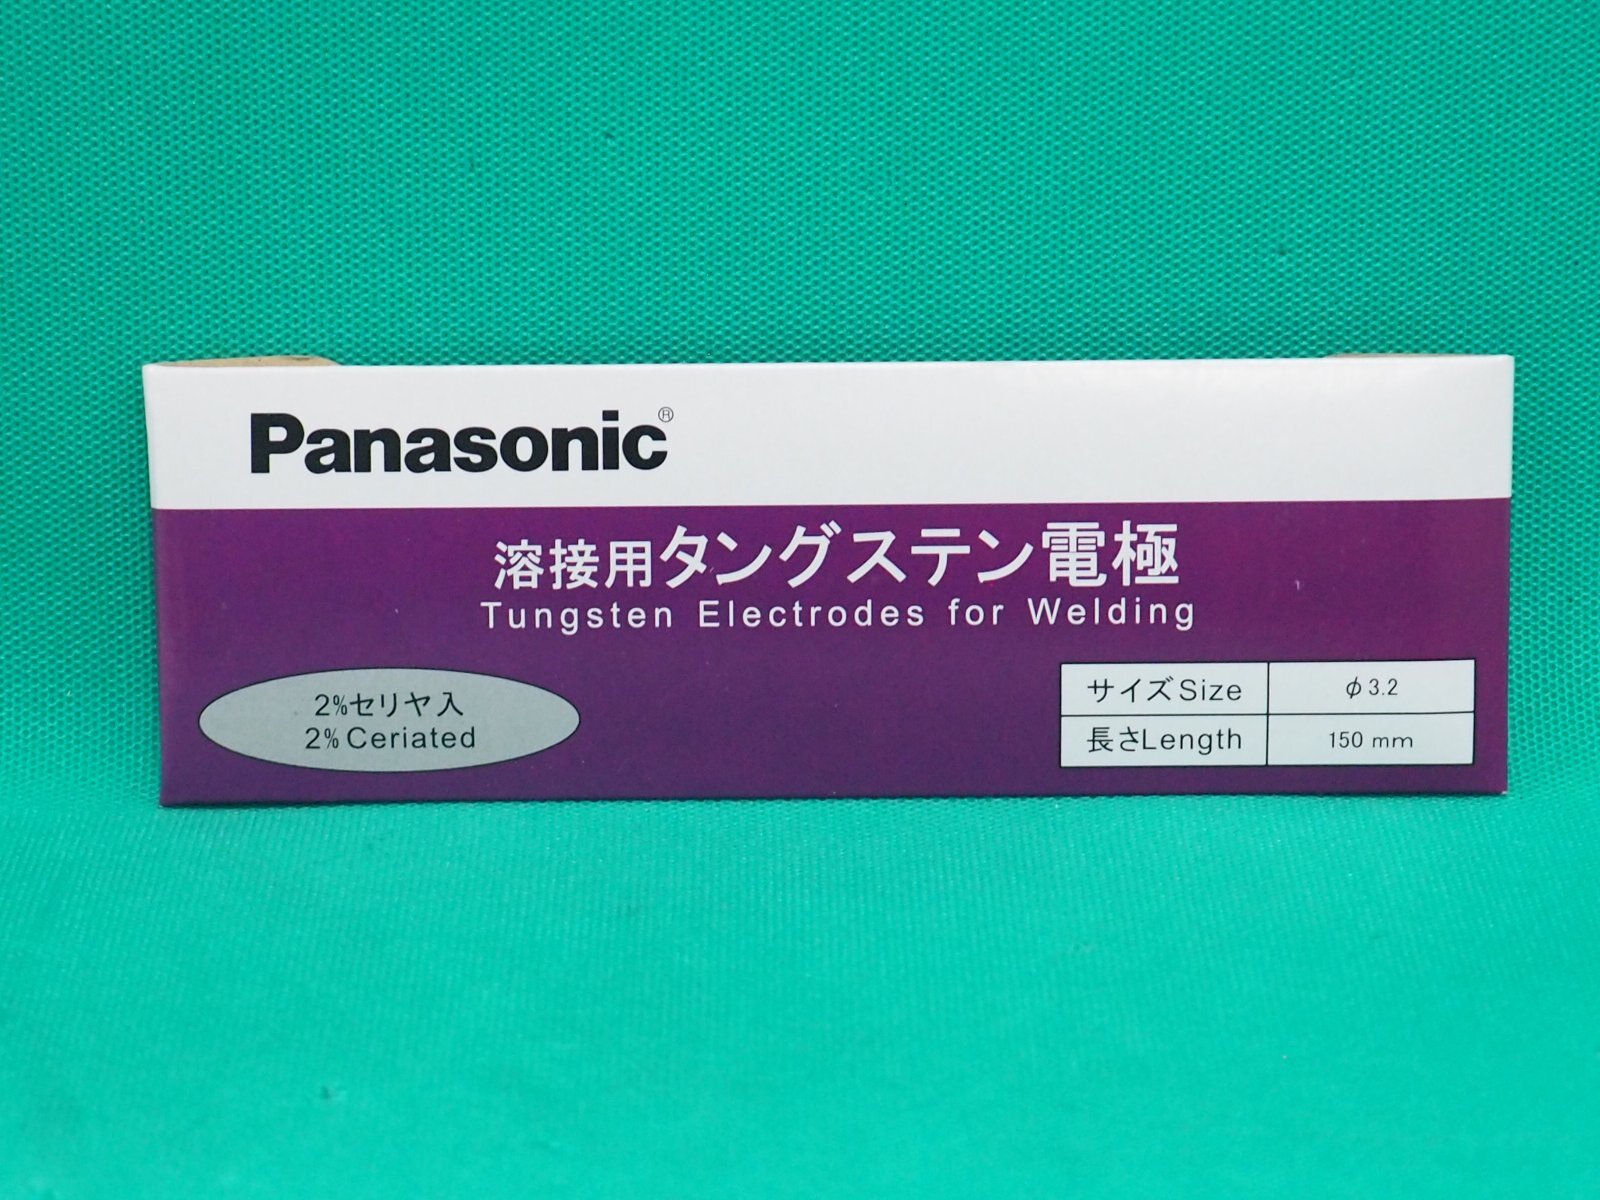 Panasonic®
溶接用タングステン電極
Tungsten Electrodes for Welding
2%セリヤ入
2% Ceriated
サイズSize φ3.2
長さLength 150 mm